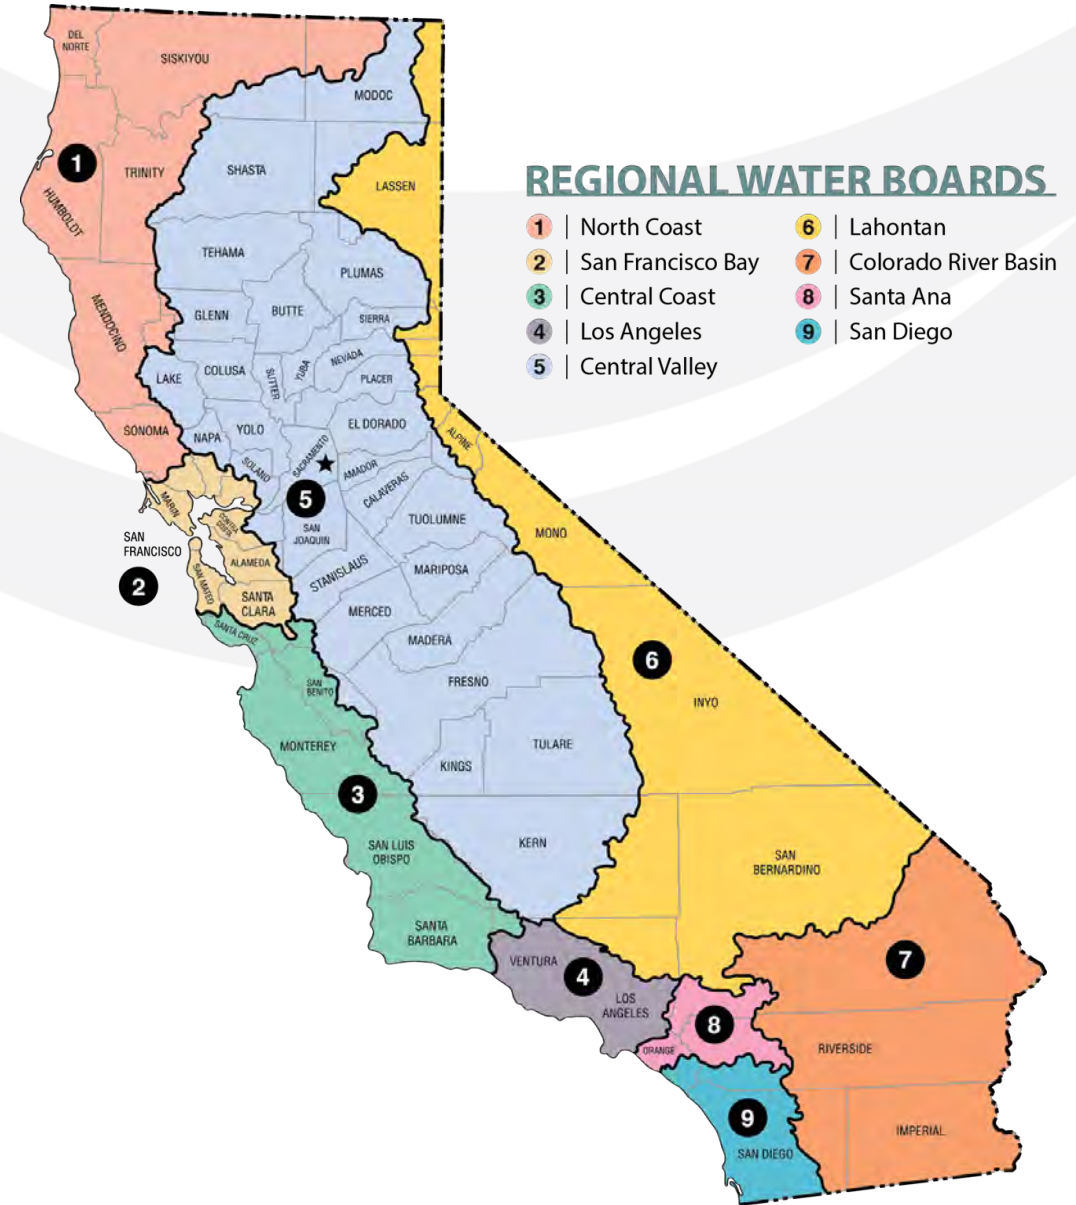 REGIONAL WATER BOARDS
1 | North Coast
2 | San Francisco Bay
3 | Central Coast
4 | Los Angeles
5 | Central Valley
6 | Lahontan
7 | Colorado River Basin
8 | Santa Ana
9 | San Diego
DEL
NORTE
SISKIYOU
MODOC
1
TRINITY
SHASTA
LASSEN
HUMBOLDT
TEHAMA
PLUMAS
MENDOCINO
GLENN
BUTTE
SIERRA
LAKE
COLUSA
SUTTER
YUBA
NEVADA
PLACER
SONOMA
NAPA
YOLO
EL DORADO
ALPINE
SOLANO
SACRAMENTO
AMADOR
5
CALAVERAS
MARIN
CONTRA
COSTA
SAN
JOAQUIN
TUOLUMNE
MONO
SAN
FRANCISCO
2
ALAMEDA
STANISLAUS
MARIPOSA
SAN MATEO
SANTA
CLARA
MERCED
SANTA CRUZ
MADERA
6
SAN
BENITO
FRESNO
INYO
MONTEREY
KINGS
TULARE
3
SAN LUIS
OBISPO
KERN
SAN
BERNARDINO
SANTA
BARBARA
VENTURA
4
7
LOS
ANGELES
8
ORANGE
RIVERSIDE
9
IMPERIAL
SAN DIEGO